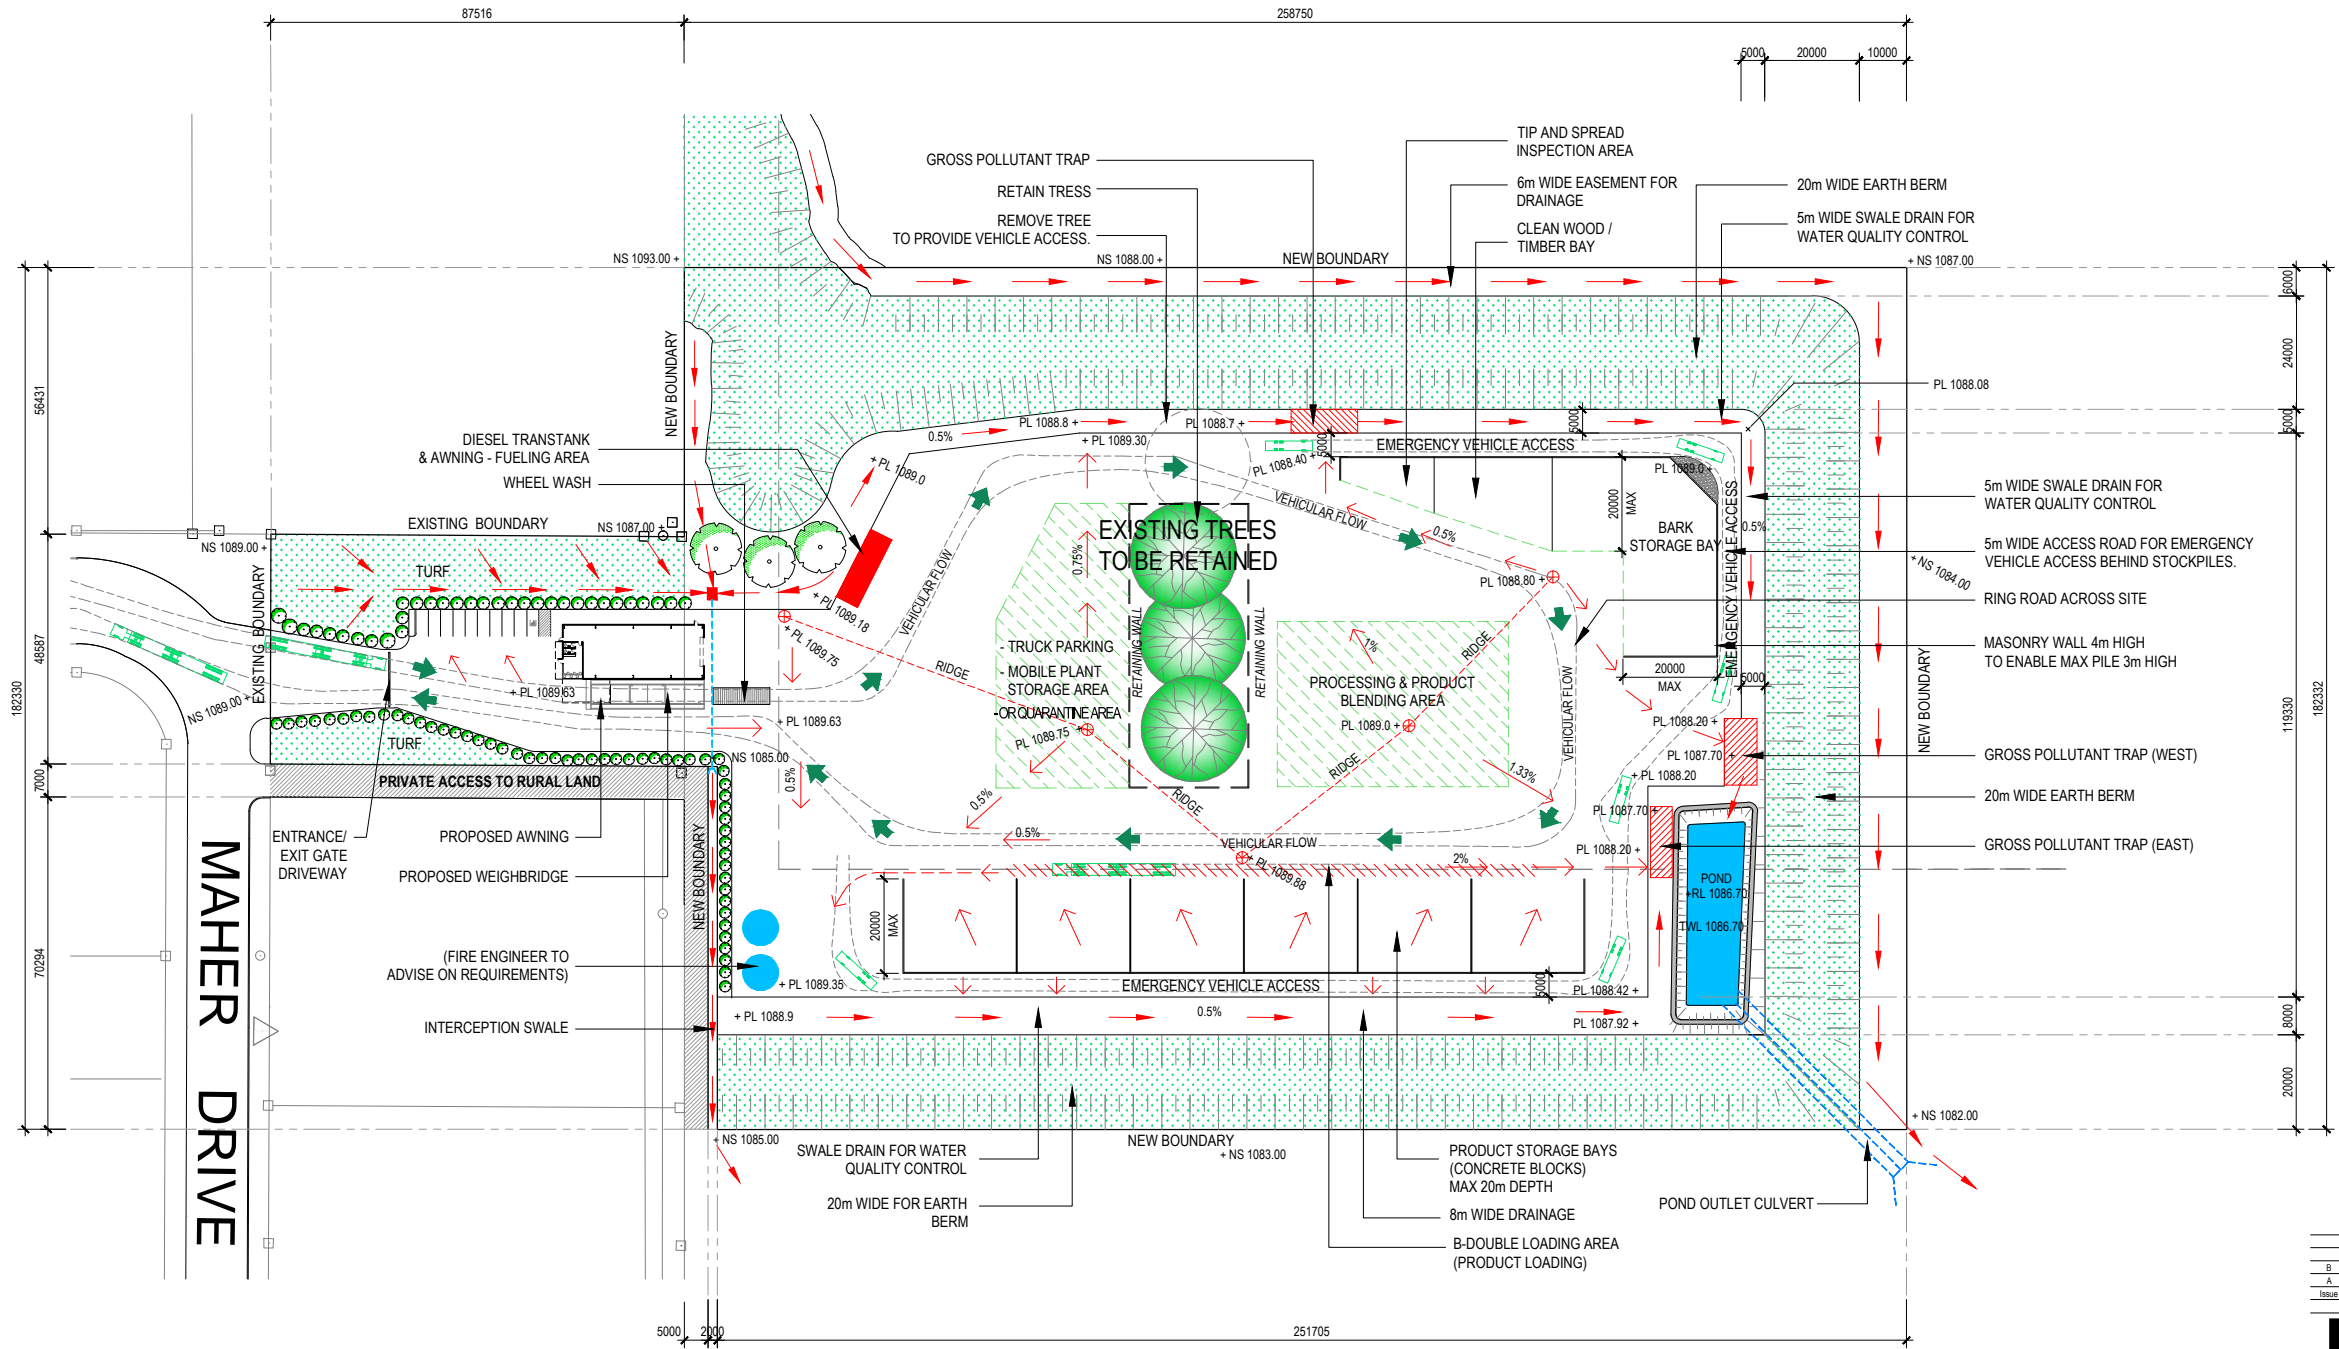 87516
258750
5000
20000
10000
TIP AND SPREAD
INSPECTION AREA
GROSS POLLUTANT TRAP
RETAIN TRESS
REMOVE TREE
TO PROVIDE VEHICLE ACCESS.
6m WIDE EASEMENT FOR
DRAINAGE
CLEAN WOOD /
TIMBER BAY
20m WIDE EARTH BERM
5m WIDE SWALE DRAIN FOR
WATER QUALITY CONTROL
NS 1093.00 +
NS 1088.00 +
NEW BOUNDARY
+ NS 1087.00
6000
24000
5000
119330
8000
20000
182332
56431
48587
7000
70294
182330
NEW BOUNDARY
PL 1088.08
DIESEL TRANSTANK
& AWNING - FUELING AREA
WHEEL WASH
0.5%
PL 1088.8 +
+ PL 1089.30
PL 1088.7 +
5000
5000
EMERGENCY VEHICLE ACCESS
+ PL 1089.0
PL 1088.40 +
PL 1089.0 +
VEHICULAR FLOW
20000
MAX
BARK
STORAGE BAY
0.5%
EMERGENCY VEHICLE ACCESS
5m WIDE SWALE DRAIN FOR
WATER QUALITY CONTROL
5m WIDE ACCESS ROAD FOR EMERGENCY
VEHICLE ACCESS BEHIND STOCKPILES.
+ NS 1084.00
RING ROAD ACROSS SITE
MASONRY WALL 4m HIGH
TO ENABLE MAX PILE 3m HIGH
EXISTING BOUNDARY
NS 1087.00 +
NS 1089.00 +
TURF
EXISTING BOUNDARY
EXISTING TREES
TO BE RETAINED
0.75%
0.5%
PL 1088.80 +
VEHICULAR FLOW
+ PL 1089.18
+ PL 1089.75
RIDGE
- TRUCK PARKING
- MOBILE PLANT
STORAGE AREA
-OR QUARANTINE AREA
PL 1089.75 +
RETAINING WALL
RETAINING WALL
PROCESSING & PRODUCT
BLENDING AREA
PL 1089.0 +
1%
RIDGE
RIDGE
1.33%
VEHICULAR FLOW
20000
MAX
5000
NEW BOUNDARY
+ PL 1089.63
+ PL 1089.63
NS 1089.00 +
TURF
NS 1085.00
PL 1088.20 +
PL 1087.70 +
GROSS POLLUTANT TRAP (WEST)
PRIVATE ACCESS TO RURAL LAND
0.5%
0.5%
0.5%
RIDGE
+ PL 1088.20
20m WIDE EARTH BERM
PL 1087.70 +
ENTRANCE/
EXIT GATE
DRIVEWAY
PROPOSED AWNING
PROPOSED WEIGHBRIDGE
NEW BOUNDARY
VEHICULAR FLOW
+ PL 1089.88
2%
PL 1088.20 +
GROSS POLLUTANT TRAP (EAST)
POND
+RL 1086.70
TWL 1086.70
20000
MAX
MAHER DRIVE
(FIRE ENGINEER TO
ADVISE ON REQUIREMENTS)
+ PL 1089.35
EMERGENCY VEHICLE ACCESS
5000
PL 1088.42 +
INTERCEPTION SWALE
+ PL 1088.9
0.5%
PL 1087.92 +
+ NS 1082.00
+ NS 1085.00
NEW BOUNDARY
+ NS 1083.00
SWALE DRAIN FOR WATER
QUALITY CONTROL
20m WIDE FOR EARTH
BERM
PRODUCT STORAGE BAYS
(CONCRETE BLOCKS)
MAX 20m DEPTH
8m WIDE DRAINAGE
B-DOUBLE LOADING AREA
(PRODUCT LOADING)
POND OUTLET CULVERT
5000
2000
251705
B
A
Issue